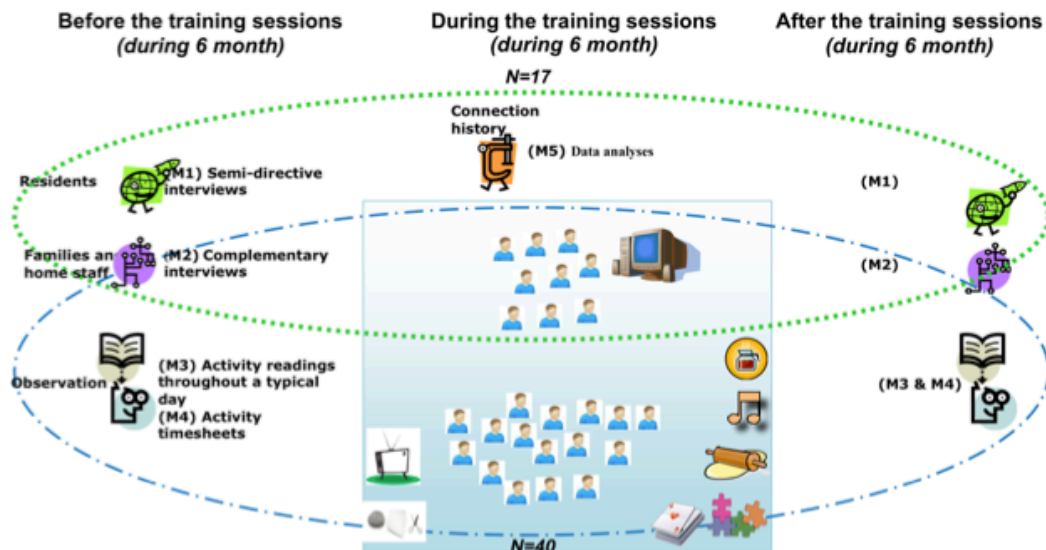 Before the training sessions
(during 6 month)
During the training sessions
(during 6 month)
After the training sessions
(during 6 month)
N=17
Connection
history
(M5) Data analyses
Residents
(M1) Semi-directive
interviews
(M1)
Families an
home staff
(M2) Complementary
interviews
(M2)
Observation
(M3) Activity readings
throughout a typical
day
(M4) Activity
timesheets
(M3 & M4)
N=40